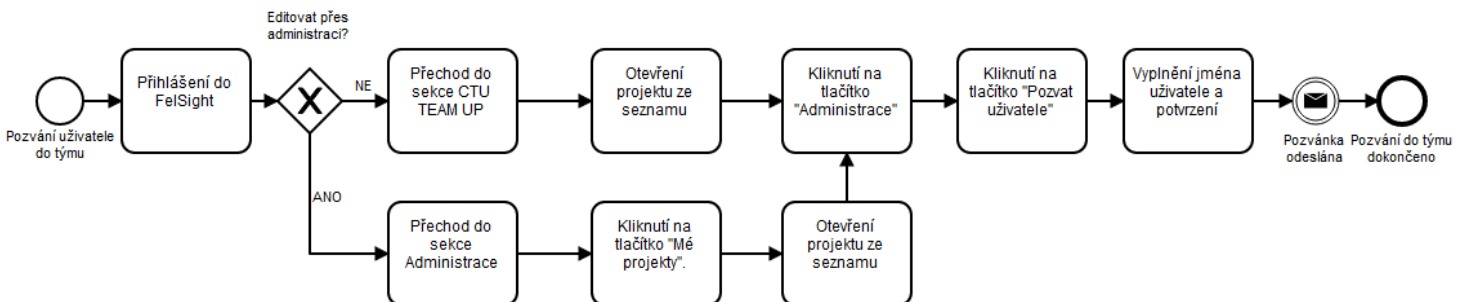 Editovat přes
administraci?
Pozvání uživatele
do týmu
Přihlášení do
FelSight
NE
Přechod do
sekce CTU
TEAM UP
Otevření
projektu ze
seznamu
Kliknutí na
tlačítko
"Administrace"
Kliknutí na
tlačítko "Pozvat
uživatele"
Vyplnění jména
uživatele a
potvrzení
Pozvánka
odeslána
Pozvání do týmu
dokončeno
ANO
Přechod do
sekce
Administrace
Kliknutí na
tlačítko "Mé
projekty".
Otevření
projektu ze
seznamu